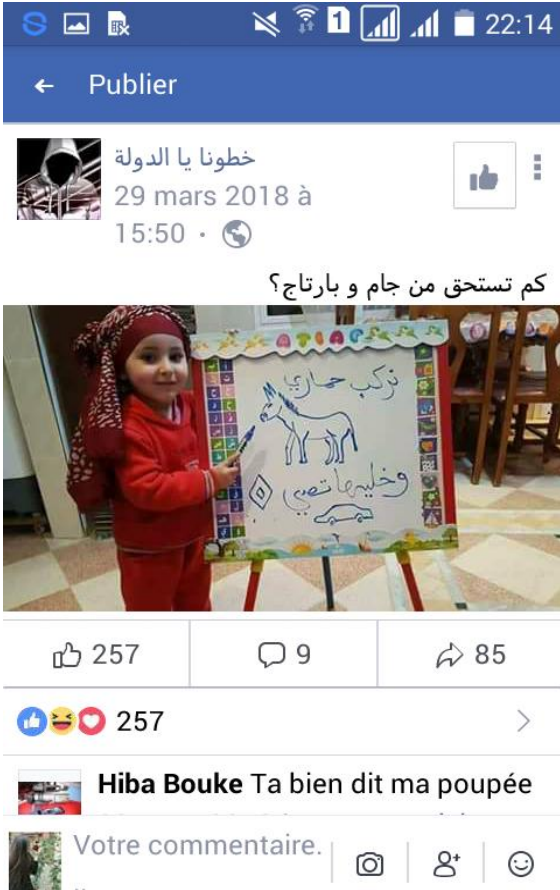 22:14
1
Publier
خطونا يا الدولة
29 mars 2018 à
15:50
كم تستحق من جام و بارتاج؟
نركب حماري
وخليها تصدي
257
9
85
257
Hiba Bouke Ta bien dit ma poupée
Votre commentaire.